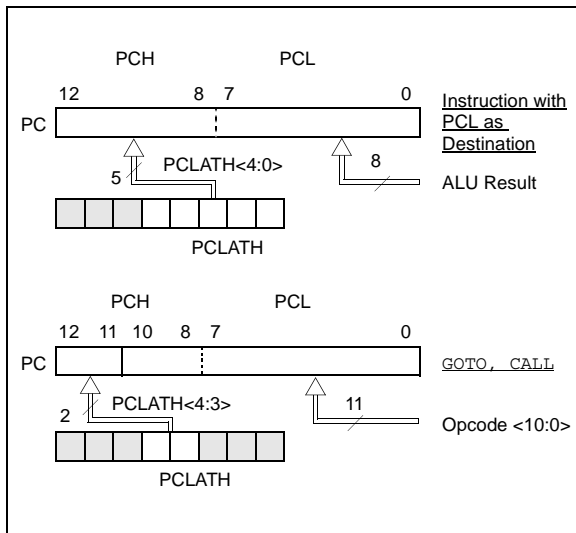 PCH PCL
12 8 7 0
PC
Instruction with
PCL as
Destination
5 PCLATH<4:0> 8
ALU Result
PCLATH
PCH PCL
12 11 10 8 7 0
PC
GOTO, CALL
2 PCLATH<4:3> 11
Opcode <10:0>
PCLATH